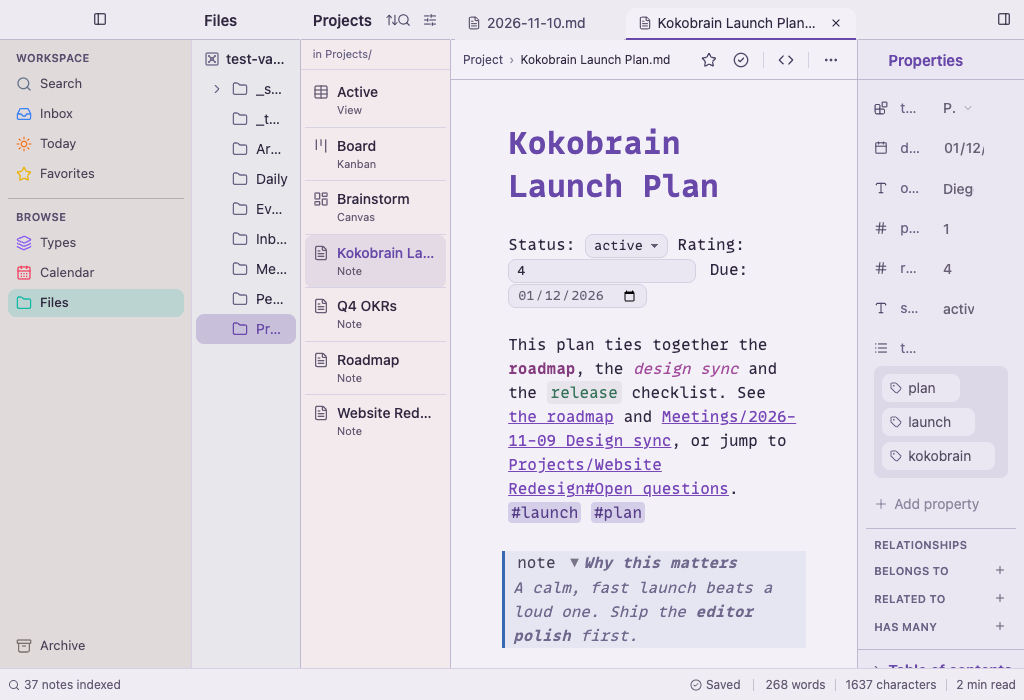 Files
Projects
2026-11-10.md
Kokobrain Launch Plan...
WORKSPACE
Search
Inbox
Today
Favorites
BROWSE
Types
Calendar
Files
Archive
test-va...
_s...
_t...
Ar...
Daily
Ev...
Inb...
Me...
Pe...
Pr...
in Projects/
Active
View
Board
Kanban
Brainstorm
Canvas
Kokobrain La...
Note
Q4 OKRs
Note
Roadmap
Note
Website Red...
Note
Project › Kokobrain Launch Plan.md
Kokobrain
Launch Plan
Status: active Rating:
4 Due:
01/12/2026
This plan ties together the
roadmap, the design sync and
the release checklist. See
the roadmap and Meetings/2026-
11-09 Design sync, or jump to
Projects/Website
Redesign#Open questions.
#launch #plan
note ▼Why this matters
A calm, fast launch beats a
loud one. Ship the editor
polish first.
Properties
t... P.
d... 01/12/
o... Dieg
p... 1
r... 4
s... activ
t...
plan
launch
kokobrain
+ Add property
RELATIONSHIPS
BELONGS TO +
RELATED TO +
HAS MANY +
Table of contents
37 notes indexed
Saved
268 words
1637 characters
2 min read